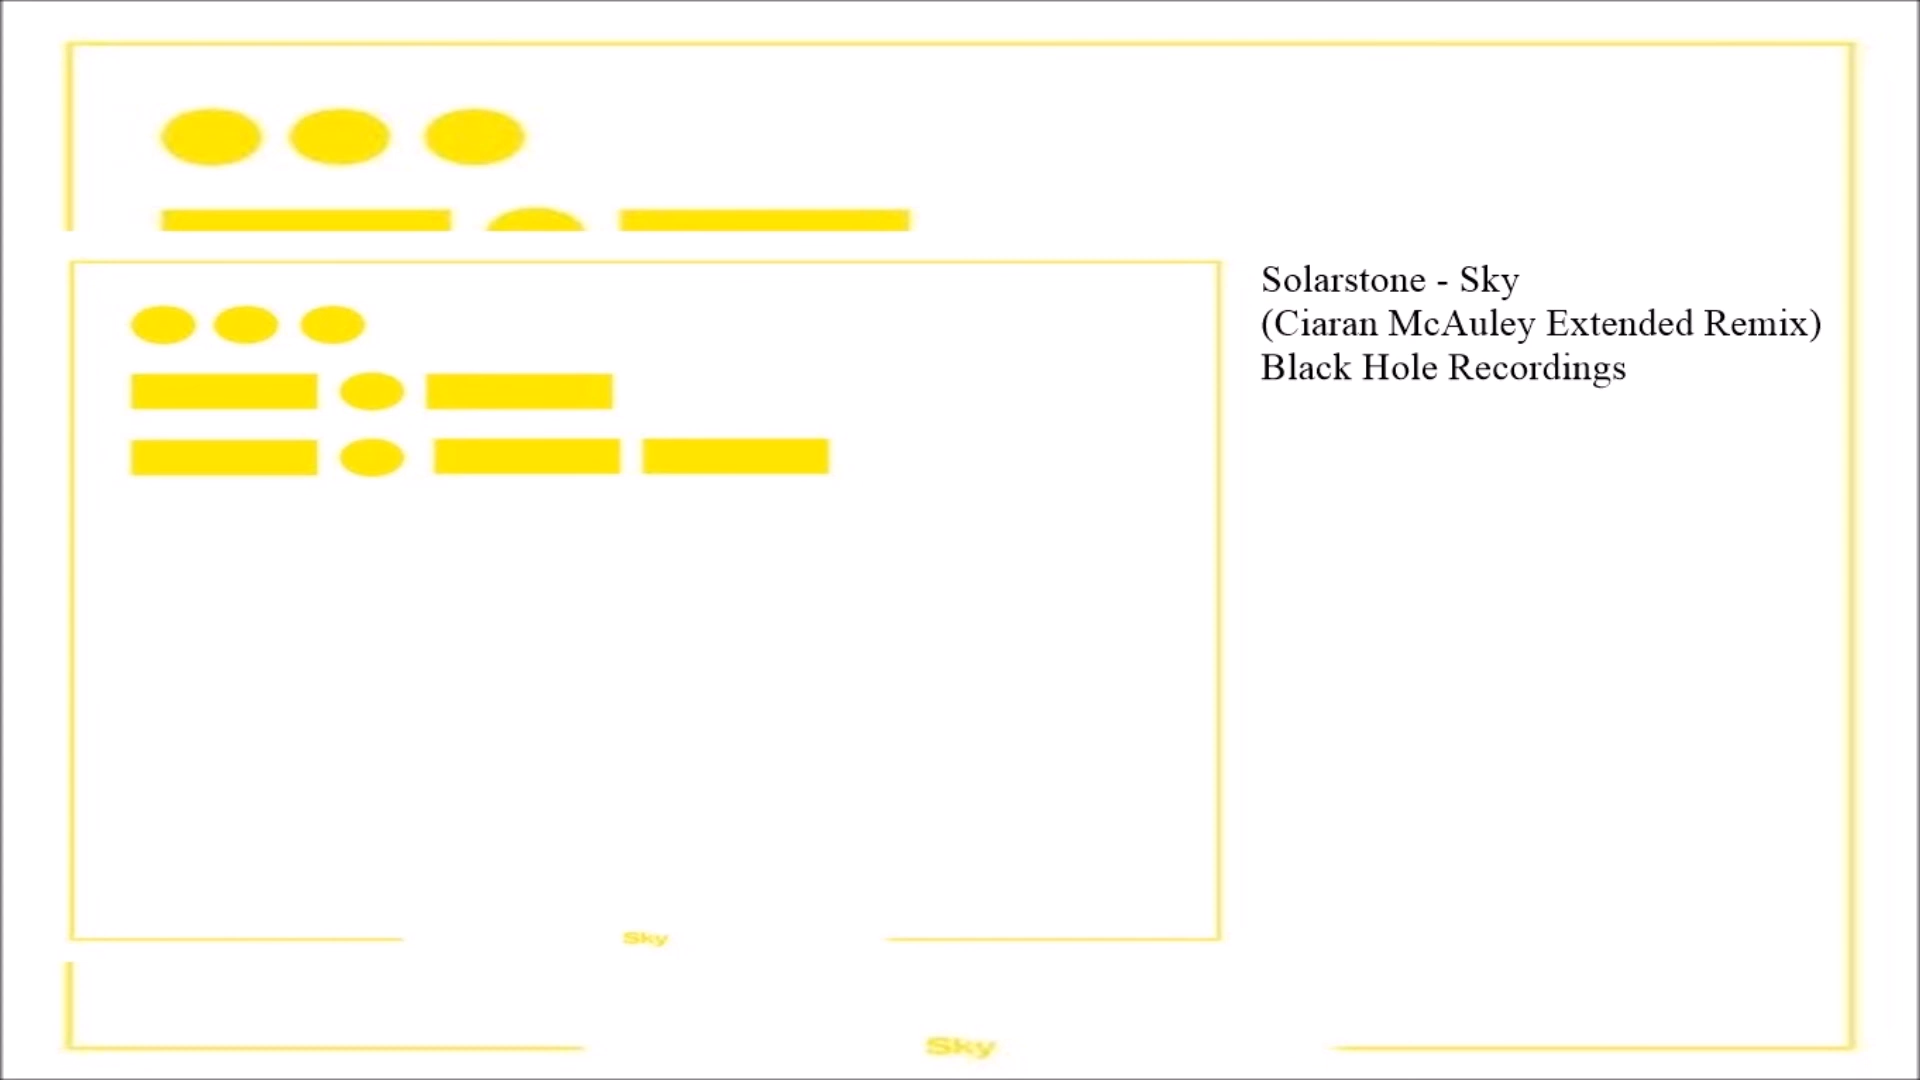 Solarstone - Sky
(Ciaran McAuley Extended Remix)
Black Hole Recordings
Sky
Sky